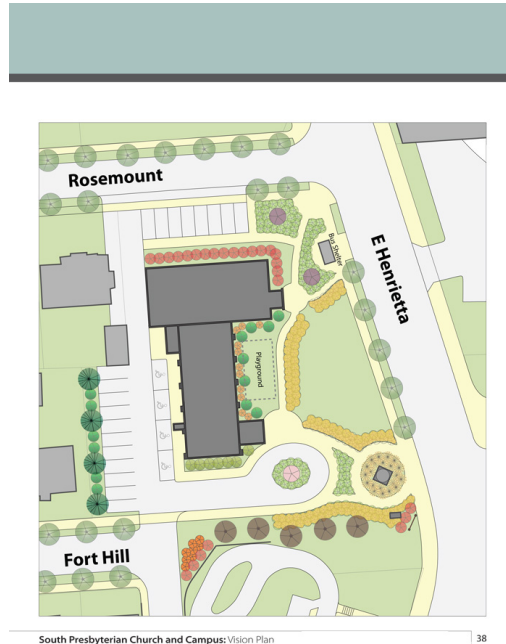 Rosemount
E Henrietta
Bus Shelter
Playground
Fort Hill
South Presbyterian Church and Campus: Vision Plan
38